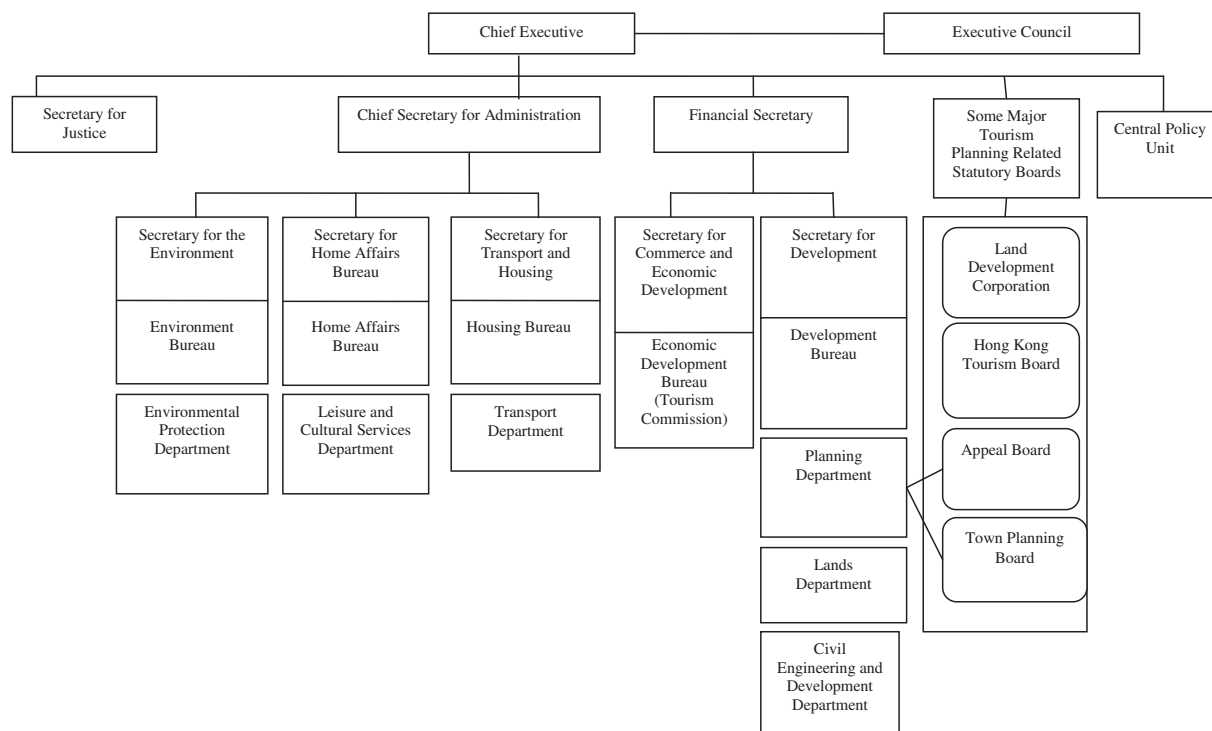 Chief Executive
Executive Council
Secretary for
Justice
Chief Secretary for Administration
Financial Secretary
Some Major
Tourism
Planning Related
Statutory Boards
Central Policy
Unit
Secretary for the
Environment
Secretary for
Home Affairs
Bureau
Secretary for
Transport and
Housing
Secretary for
Commerce and
Economic
Development
Secretary for
Development
Land
Development
Corporation
Environment
Bureau
Home Affairs
Bureau
Housing Bureau
Economic
Development
Bureau
(Tourism
Commission)
Development
Bureau
Hong Kong
Tourism Board
Environmental
Protection
Department
Leisure and
Cultural Services
Department
Transport
Department
Planning
Department
Appeal Board
Town Planning
Board
Lands
Department
Civil
Engineering and
Development
Department